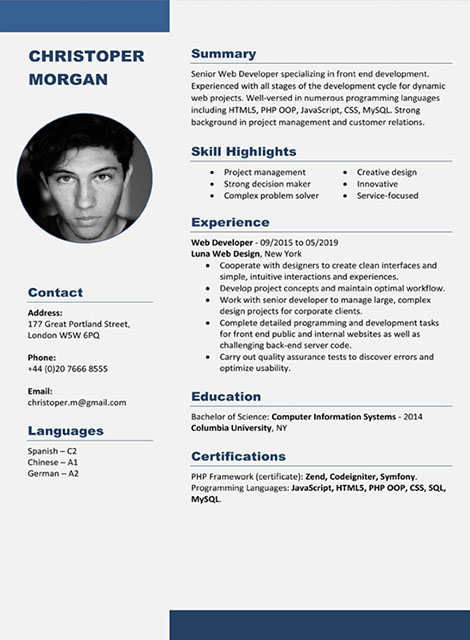 CHRISTOPER
MORGAN
Contact
Address:
177 Great Portland Street,
London W5W 6PQ
Phone:
+44 (0)20 7666 8555
Email:
christoper.m@gmail.com
Languages
Spanish – C2
Chinese – A1
German – A2
Summary
Senior Web Developer specializing in front end development.
Experienced with all stages of the development cycle for dynamic
web projects. Well-versed in numerous programming languages
including HTML5, PHP OOP, JavaScript, CSS, MySQL. Strong
background in project management and customer relations.
Skill Highlights
• Project management
• Strong decision maker
• Complex problem solver
• Creative design
• Innovative
• Service-focused
Experience
Web Developer - 09/2015 to 05/2019
Luna Web Design, New York
• Cooperate with designers to create clean interfaces and
simple, intuitive interactions and experiences.
• Develop project concepts and maintain optimal workflow.
• Work with senior developer to manage large, complex
design projects for corporate clients.
• Complete detailed programming and development tasks
for front end public and internal websites as well as
challenging back-end server code.
• Carry out quality assurance tests to discover errors and
optimize usability.
Education
Bachelor of Science: Computer Information Systems - 2014
Columbia University, NY
Certifications
PHP Framework (certificate): Zend, Codeigniter, Symfony.
Programming Languages: JavaScript, HTML5, PHP OOP, CSS, SQL,
MySQL.